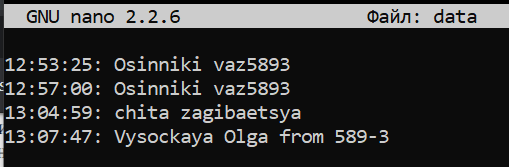 GNU nano 2.2.6 Файл: data
12:53:25: Osinniki vaz5893
12:57:00: Osinniki vaz5893
13:04:59: chita zagibaetsya
13:07:47: Vysockaya Olga from 589-3